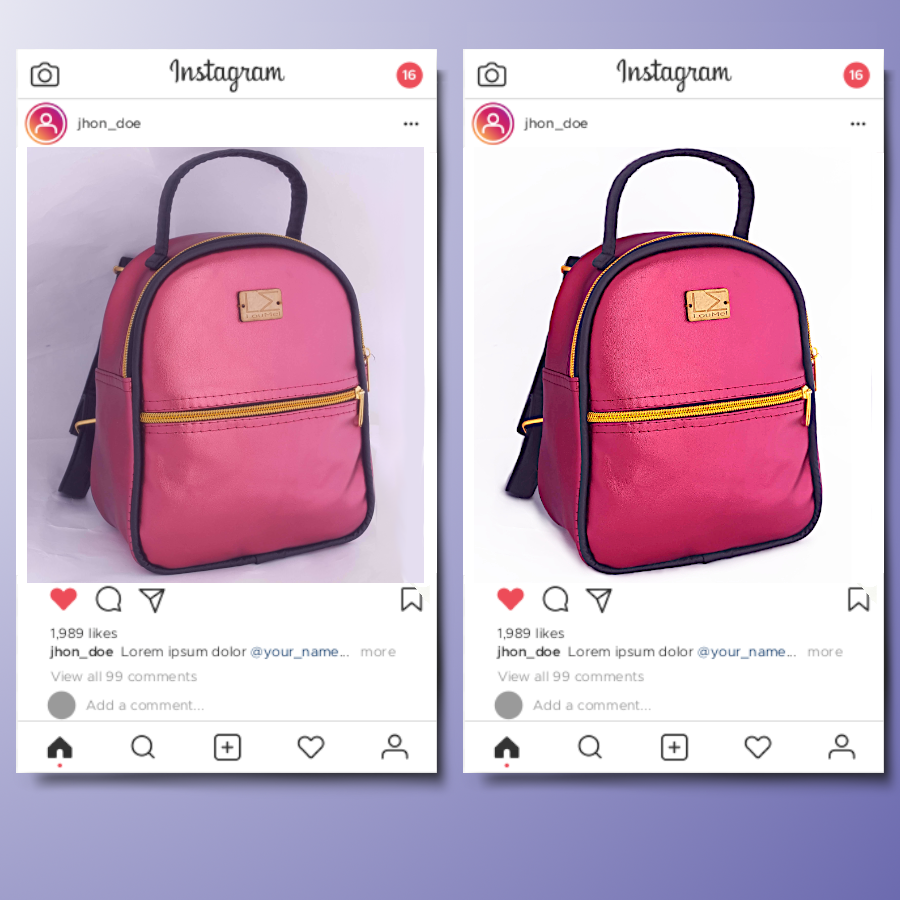 Instagram
16
jhon_doe
LouMel
1,989 likes
jhon_doe Lorem ipsum dolor @your_name... more
View all 99 comments
Add a comment...
Instagram
16
jhon_doe
LouMel
1,989 likes
jhon_doe Lorem ipsum dolor @your_name... more
View all 99 comments
Add a comment...